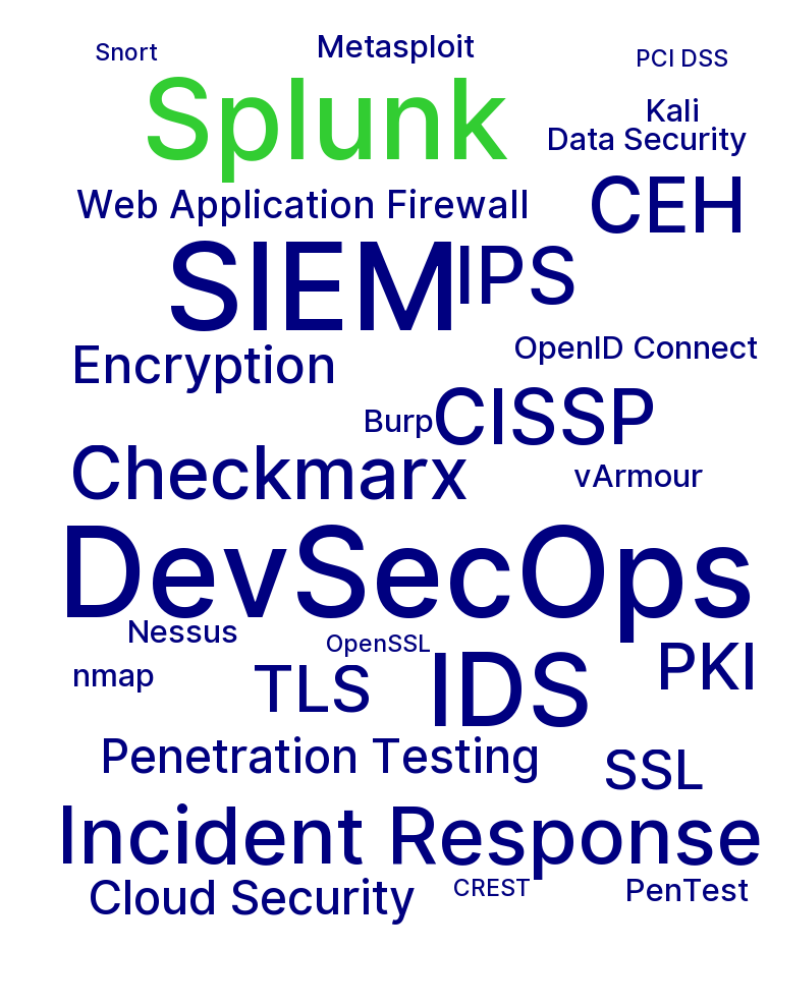 Snort
Metasploit
PCI DSS
Splunk
Kali
Data Security
Web Application Firewall
CEH
SIEM
IPS
Encryption
OpenID Connect
Burp
CISSP
Checkmarx
vArmour
DevSecOps
Nessus
OpenSSL
nmap
TLS
IDS
PKI
Penetration Testing
SSL
Incident Response
Cloud Security
CREST
PenTest